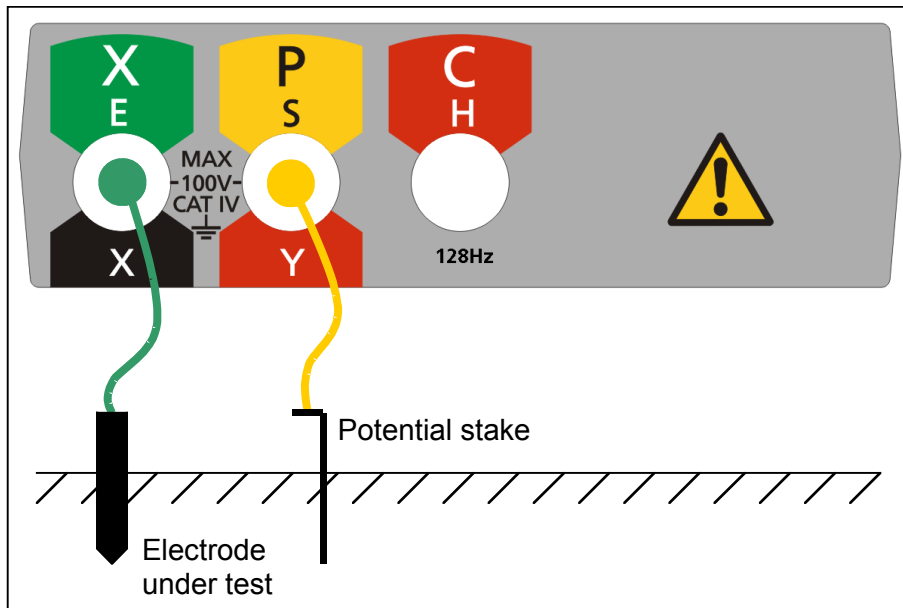 X P C
E S H
MAX
100V
CAT IV
X Y 128Hz
Potential stake
Electrode
under test